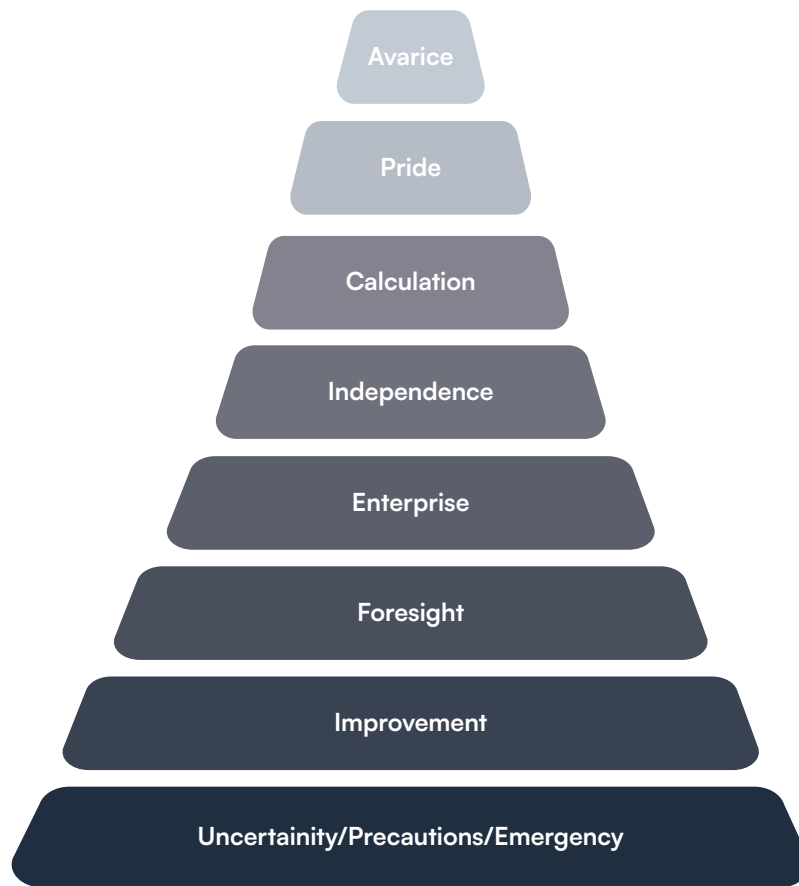 Avarice
Pride
Calculation
Independence
Enterprise
Foresight
Improvement
Uncertainity/Precautions/Emergency